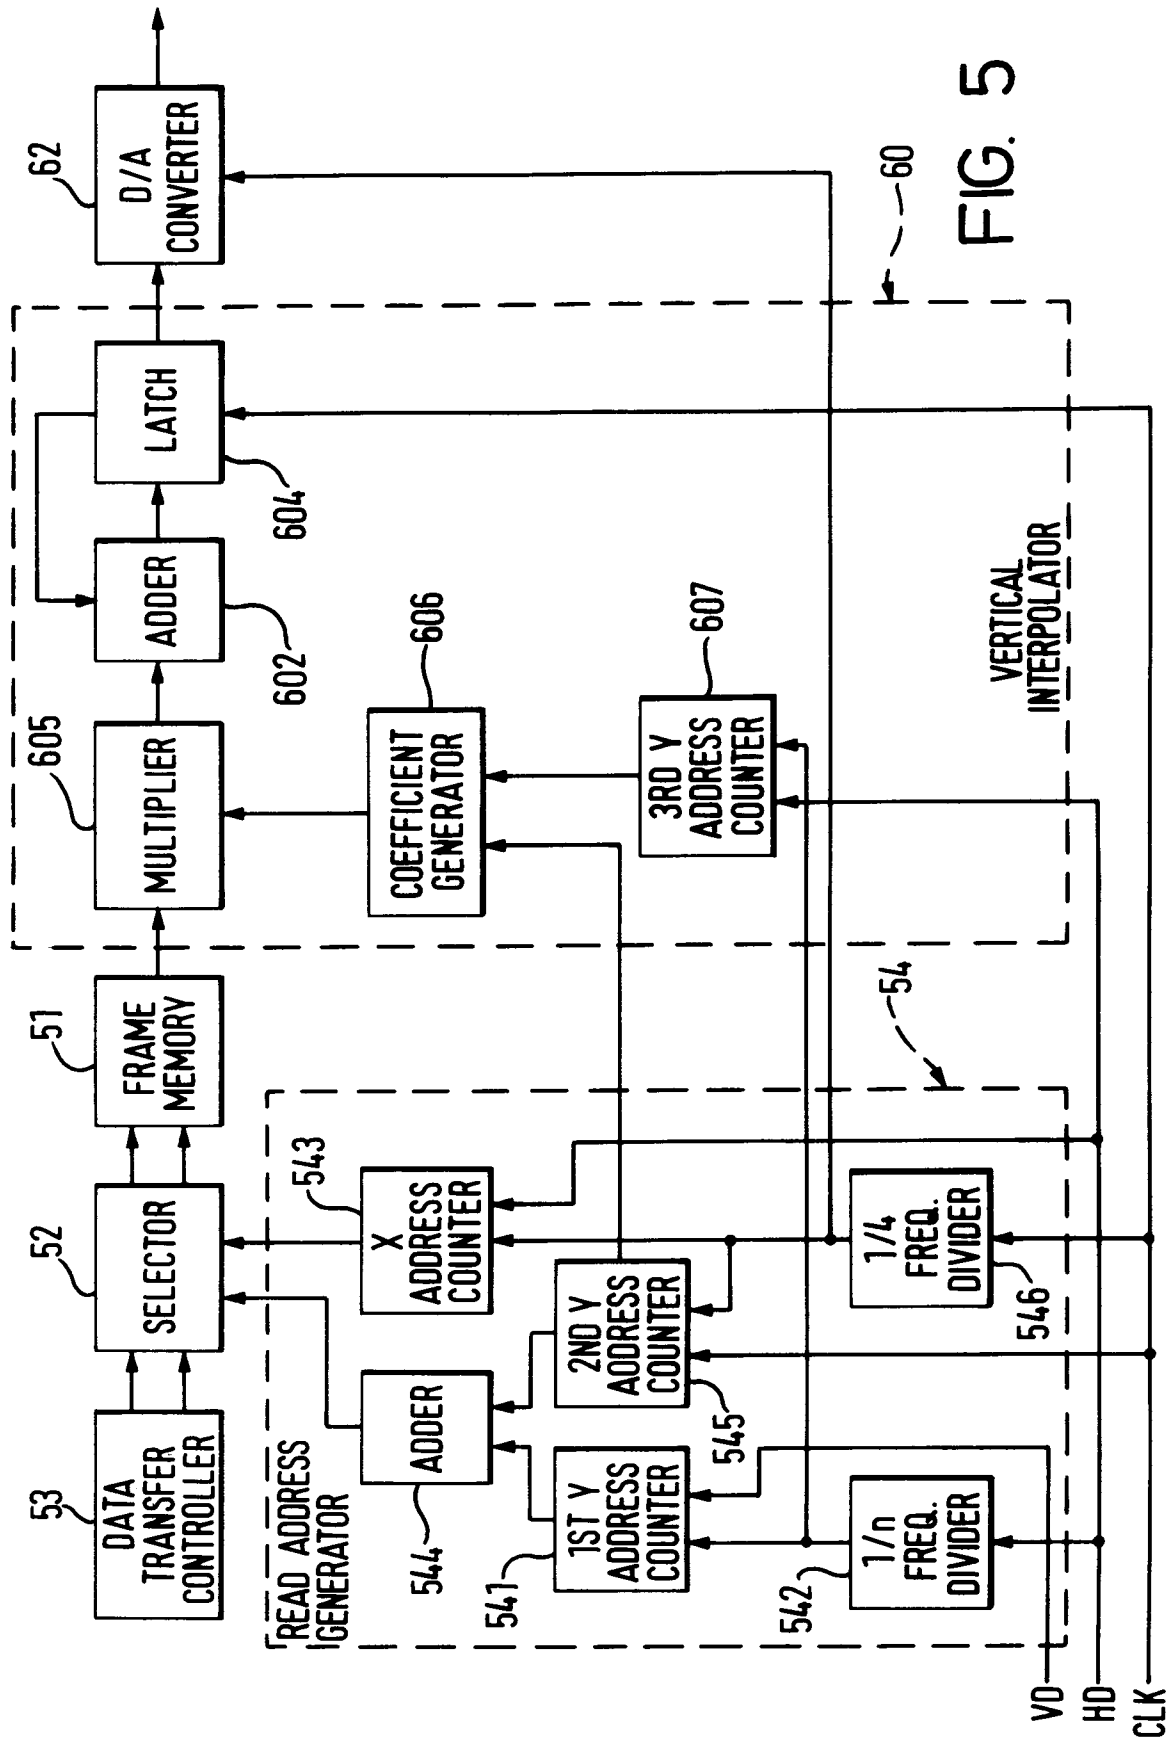 53
DATA
TRANSFER
CONTROLLER
52
SELECTOR
51
FRAME
MEMORY
605
MULTIPLIER
ADDER
602
LATCH
604
62
D/A
CONVERTER
READ ADDRESS
GENERATOR
544
ADDER
543
X
ADDRESS
COUNTER
COEFFICIENT
GENERATOR
606
541
1ST Y
ADDRESS
COUNTER
2ND Y
AODRESS
COUNTER
545
3RD Y
ADDRESS
COUNTER
607
542
1/n
FREQ.
DIVIDER
1/4
FREQ.
DIVIDER
546
54
VERTICAL
INTERPOLATOR
60
VD
HD
CLK
FIG. 5